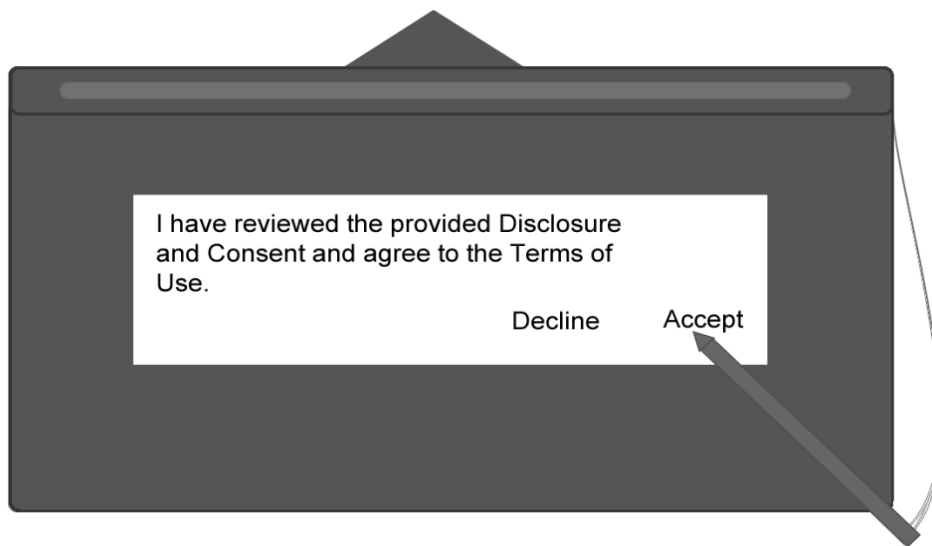 I have reviewed the provided Disclosure
and Consent and agree to the Terms of
Use.
Decline Accept